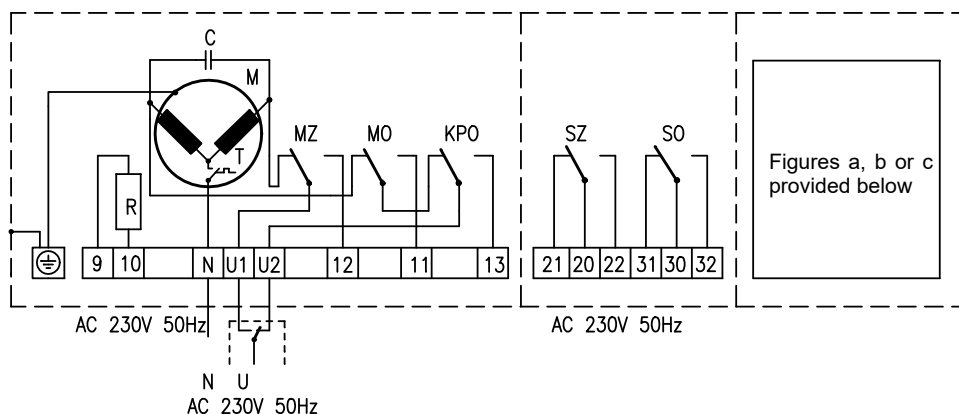 C
M
MZ MO KPO SZ SO
T
R
Figures a, b or c
provided below
9 10 N U1 U2 12 11 13 21 20 22 31 30 32
AC 230V 50Hz AC 230V 50Hz
N U
AC 230V 50Hz